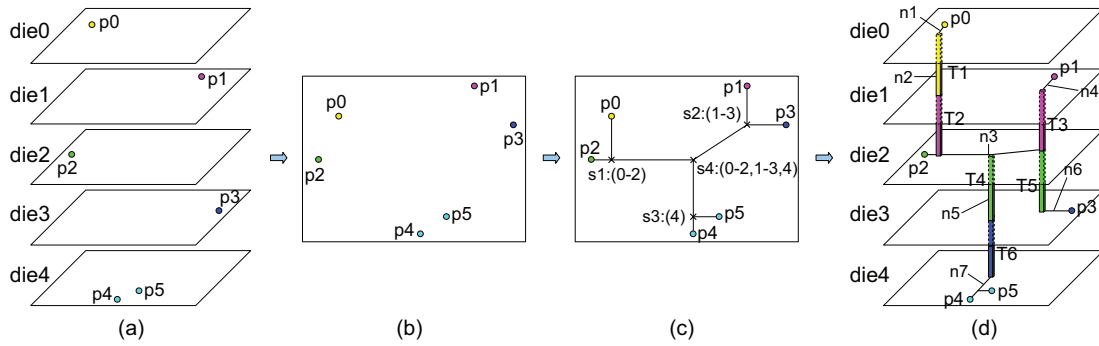 die0
p0
die1
p1
die2
p2
die3
p3
die4
p4
p5
(a)
p0
p1
p2
p3
p4
p5
(b)
p0
p1
p2
p3
s2:(1-3)
s1:(0-2)
s4:(0-2,1-3,4)
s3:(4)
p5
p4
(c)
n1
p0
die0
T1
n2
p1
n4
die1
T2
n3
T3
die2
p2
T4
T5
n6
n5
die3
p3
T6
n7
die4
p4
p5
(d)